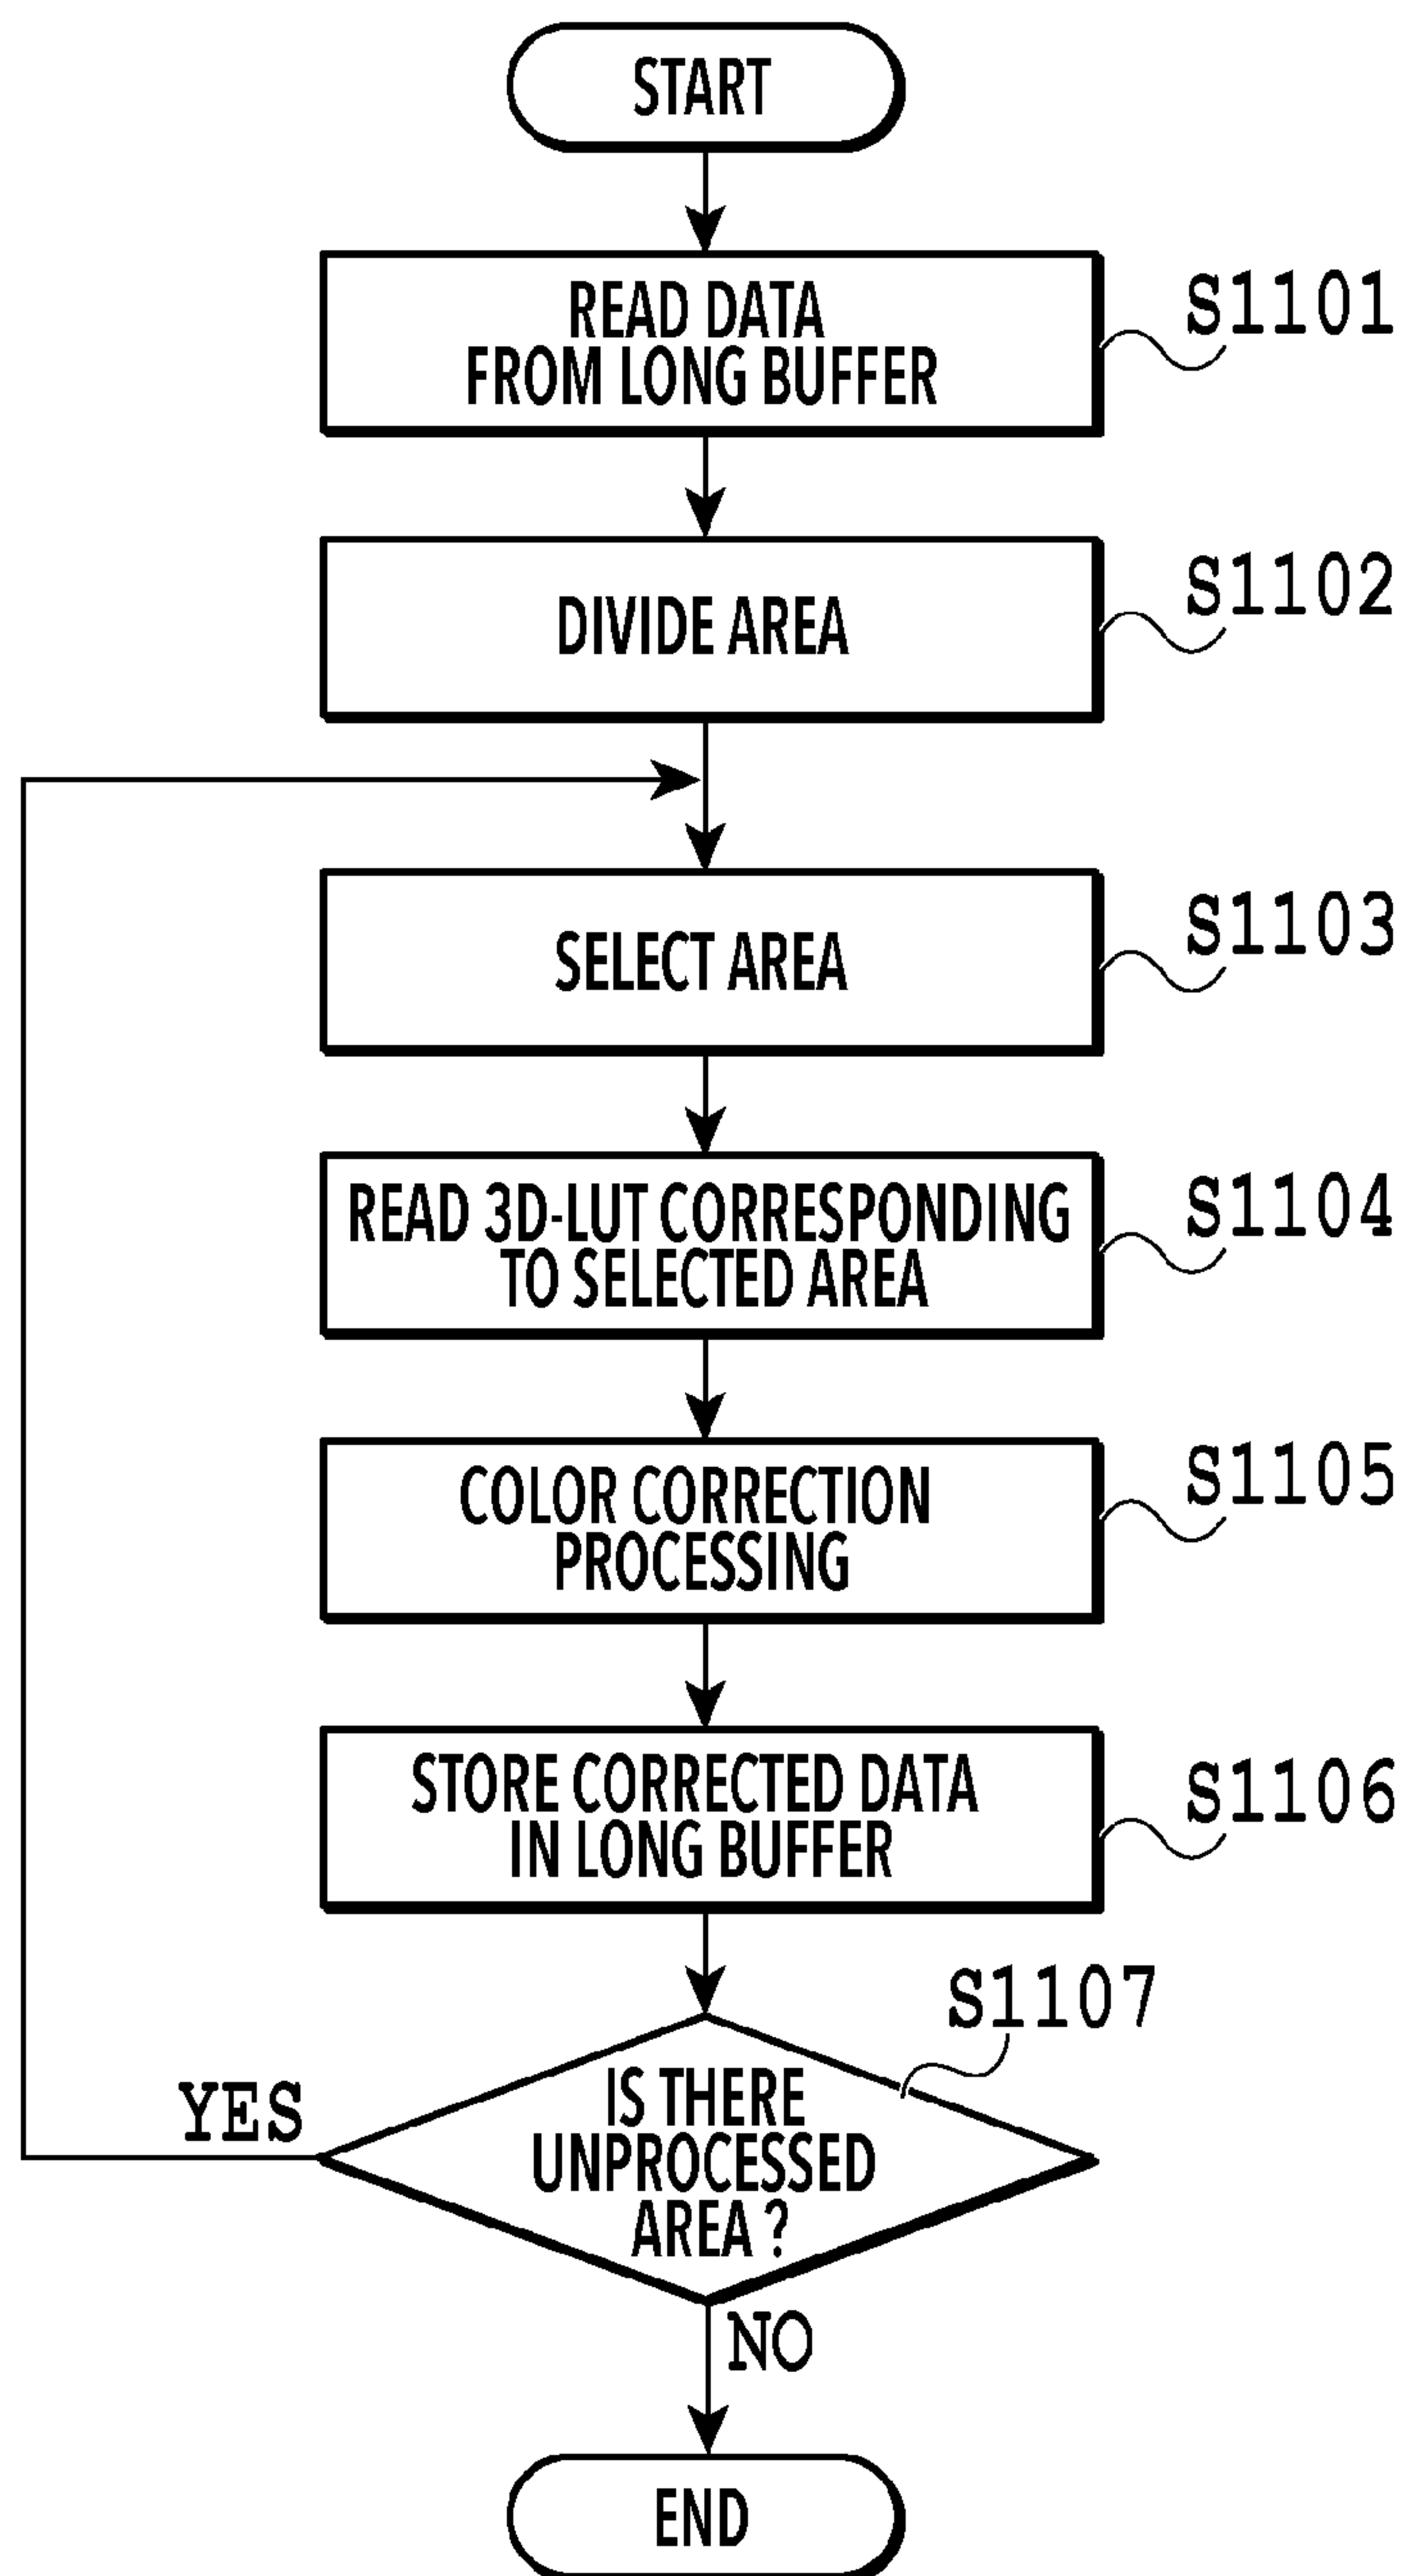 START
READ DATA
FROM LONG BUFFER
S1101
DIVIDE AREA
S1102
SELECT AREA
S1103
READ 3D-LUT CORRESPONDING
TO SELECTED AREA
S1104
COLOR CORRECTION
PROCESSING
S1105
STORE CORRECTED DATA
IN LONG BUFFER
S1106
S1107
IS THERE
UNPROCESSED
AREA ?
YES
NO
END